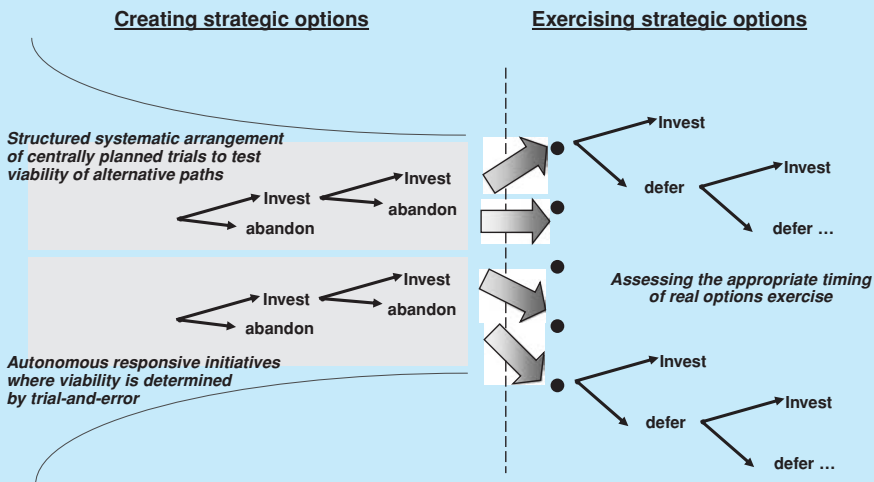 Creating strategic options
Exercising strategic options
Structured systematic arrangement
of centrally planned trials to test
viability of alternative paths
Invest
abandon
Invest
abandon
Invest
abandon
Invest
abandon
Autonomous responsive initiatives
where viability is determined
by trial-and-error
Invest
defer
Invest
defer ...
Assessing the appropriate timing
of real options exercise
Invest
defer
Invest
defer ...